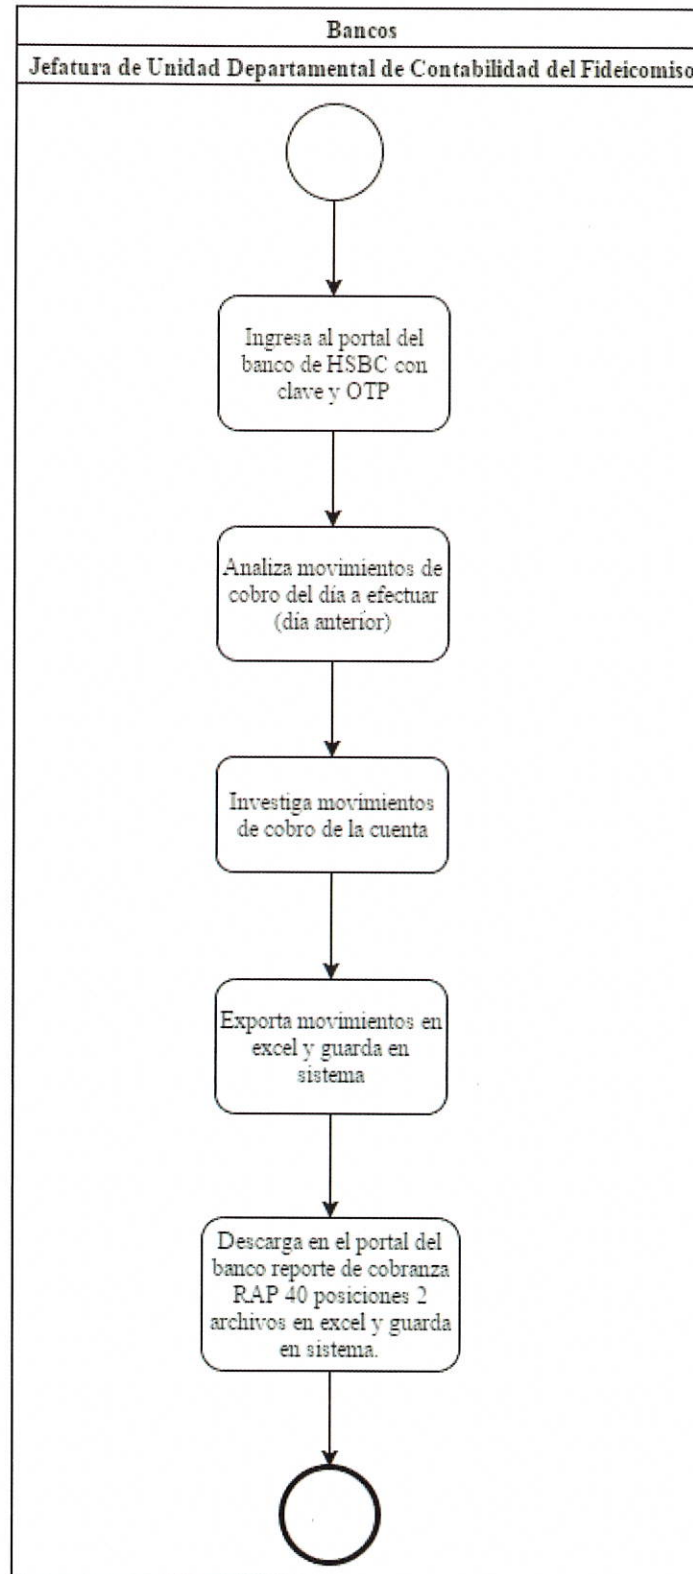 Bancos
Jefatura de Unidad Departamental de Contabilidad del Fideicomiso
Ingresa al portal del
banco de HSBC con
clave y OTP
Analiza movimientos de
cobro del día a efectuar
(día anterior)
Investiga movimientos
de cobro de la cuenta
Exporta movimientos en
excel y guarda en
sistema
Descarga en el portal del
banco reporte de cobranza
RAP 40 posiciones 2
archivos en excel y guarda
en sistema.